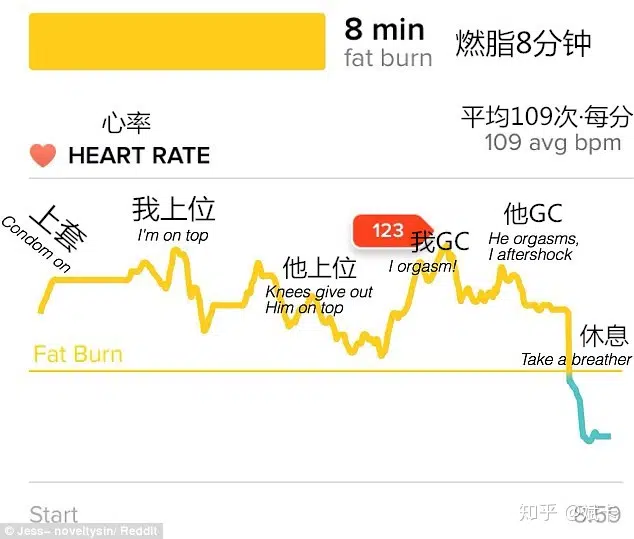 8 min
fat burn
燃脂8分钟
心率
HEART RATE
平均109次·每分
109 avg bpm
上套
Condom on
我上位
I'm on top
他上位
Knees give out
Him on top
123
我GC
I orgasm!
他GC
He orgasms,
I aftershock
Fat Burn
休息
Take a breather
Start
8:59
© Jess– noveltysin/ Reddit